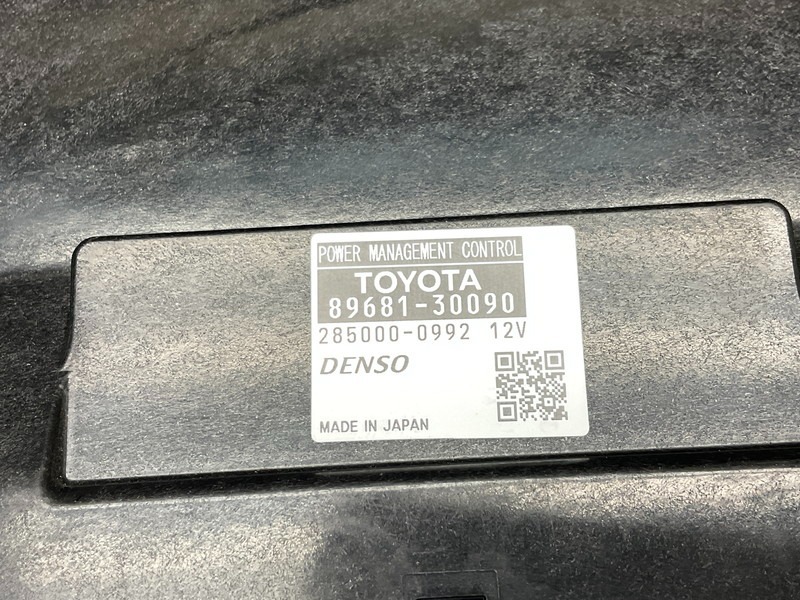 POWER MANAGEMENT CONTROL
TOYOTA
89681-30090
285000-0992 12V
DENSO
MADE IN JAPAN